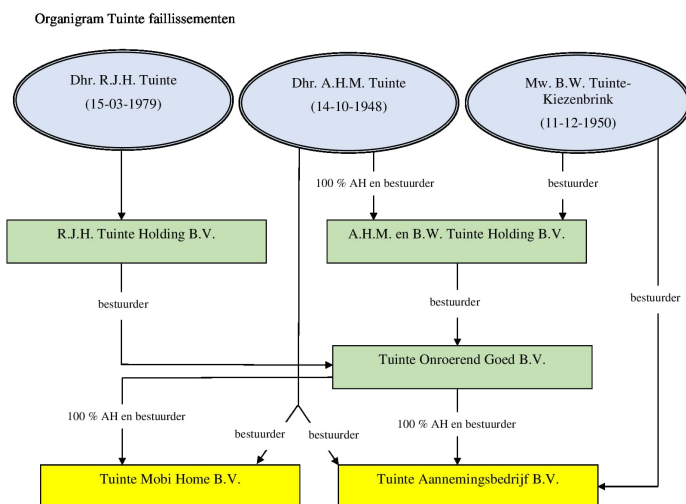 Organigram Tuinte faillissementen
Dhr. R.J.H. Tuinte
(15-03-1979)
Dhr. A.H.M. Tuinte
(14-10-1948)
Mw. B.W. Tuinte-
Kiezenbrink
(11-12-1950)
100 % AH en bestuurder
bestuurder
R.J.H. Tuinte Holding B.V.
A.H.M. en B.W. Tuinte Holding B.V.
bestuurder
bestuurder
bestuurder
Tuinte Onroerend Goed B.V.
100 % AH en bestuurder
bestuurder
bestuurder
100 % AH en bestuurder
Tuinte Mobi Home B.V.
Tuinte Aannemingsbedrijf B.V.